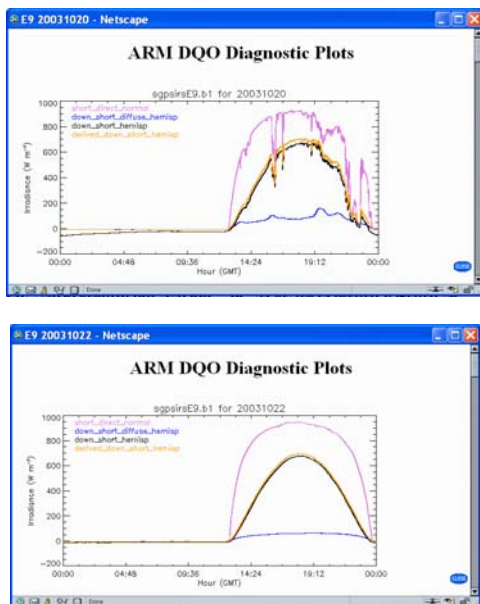 E9 20031020 - Netscape
ARM DQO Diagnostic Plots
sgpsirsE9.b1 for 20031020
1000
short_direct_normal
down_short_diffuse_hemisp
down_short_hemisp
derived_down_short_hemisp
800
600
400
200
0
-200
Irradiance (W m⁻²)
00:00 04:48 09:36 14:24 19:12 00:00
Hour (GMT)
CLOSE
Done
E9 20031022 - Netscape
ARM DQO Diagnostic Plots
sgpsirsE9.b1 for 20031022
1000
short_direct_normal
down_short_diffuse_hemisp
down_short_hemisp
derived_down_short_hemisp
800
600
400
200
0
-200
Irradiance (W m⁻²)
00:00 04:48 09:36 14:24 19:12 00:00
Hour (GMT)
CLOSE
Done